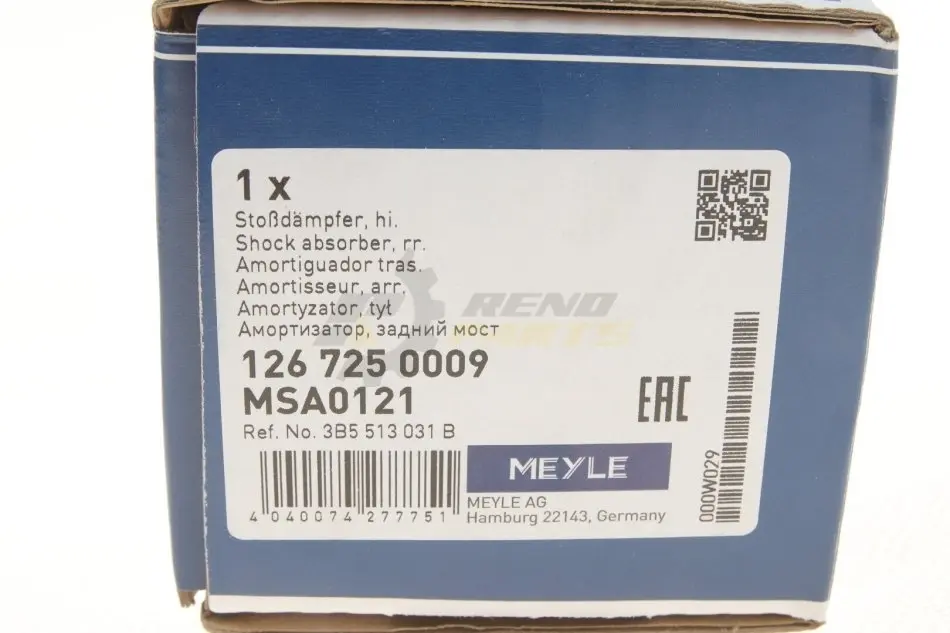 1 x
Stoßdämpfer, hi.
Shock absorber, rr.
Amortiguador tras.
Amortisseur, arr.
Amortyzator, tył
Амортизатор, задний мост
RENO
PARTS
126 725 0009
MSA0121
EAC
Ref. No. 3B5 513 031 B
MEYLE
MEYLE AG
Hamburg 22143, Germany
4 040074 277751
000W029